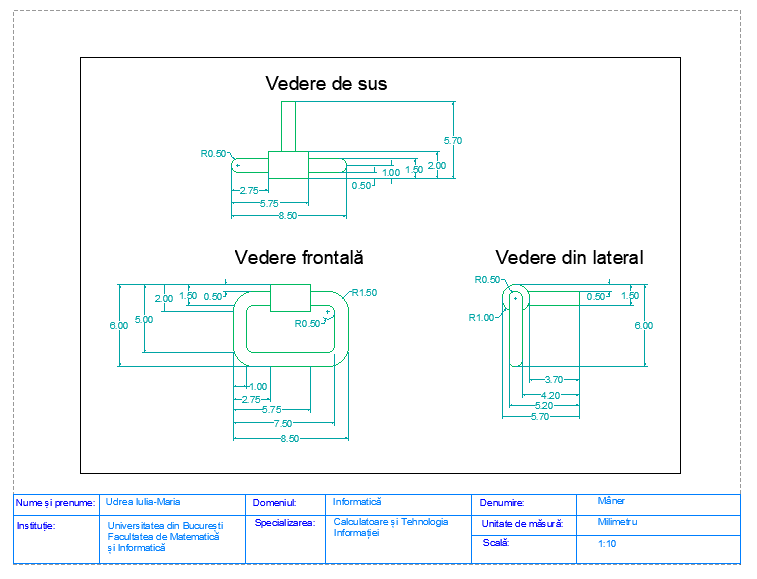 Vedere de sus
5.70
R0.50
2.00
1.50
1.00
0.50
2.75
5.75
8.50
Vedere frontală
Vedere din lateral
2.00 1.50 0.50
R1.50
6.00 5.00
R0.50
1.00
2.75
5.75
7.50
8.50
R0.50
0.50 1.50
R1.00
6.00
3.70
4.20
5.20
5.70
Nume și prenume: Udrea Iulia-Maria Domeniul: Informatică Denumire: Mâner
Instituție: Universitatea din București Specializarea: Calculatoare și Tehnologia Unitate de măsură: Milimetru
Facultatea de Matematică Informației
și Informatică Scală: 1:10